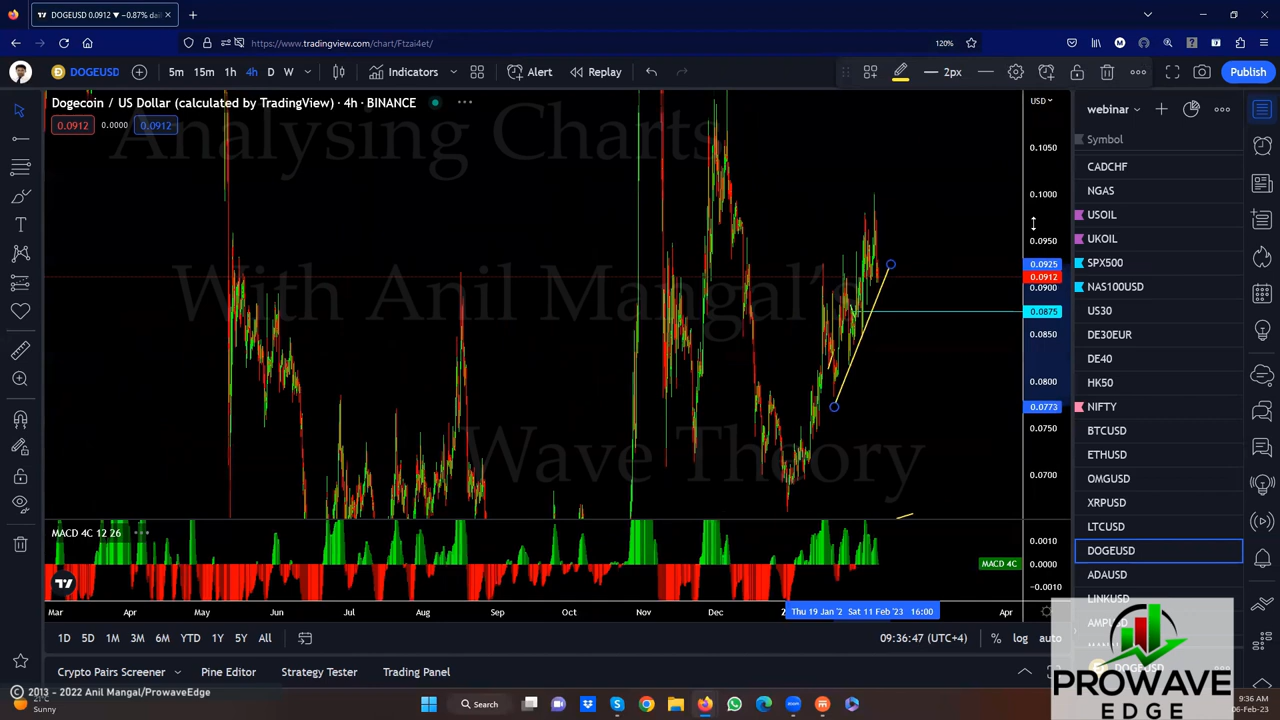 DOGEUSD 0.0912 ▼ −0.87%
https://www.tradingview.com/chart/Ftzai4et/
120%
DOGEUSD
5m 15m 1h 4h D W
Indicators
Alert
Replay
2px
Publish
Dogecoin / US Dollar (calculated by TradingView) · 4h · BINANCE
0.0912 0.0000 0.0912
Analysing Charts
With Anil Mangal's
Wave Theory
USD
0.1050
0.1000
0.0950
0.0925
0.0912
0.0900
0.0875
0.0850
0.0800
0.0773
0.0750
0.0700
MACD 4C 12 26
0.0010
MACD 4C
0.0000
−0.0010
Mar Apr May Jun Jul Aug Sep Oct Nov Dec
Thu 19 Jan '2 Sat 11 Feb '23 16:00
Apr
1D 5D 1M 3M 6M YTD 1Y 5Y All
09:36:47 (UTC+4)
% log auto
Crypto Pairs Screener Pine Editor Strategy Tester Trading Panel
webinar
Symbol
CADCHF
NGAS
USOIL
UKOIL
SPX500
NAS100USD
US30
DE30EUR
DE40
HK50
NIFTY
BTCUSD
ETHUSD
OMGUSD
XRPUSD
LTCUSD
DOGEUSD
ADAUSD
LINKUSD
DOGEUSD
PROWAVE
EDGE
© 2013 - 2022 Anil Mangal/ProwaveEdge
21°C
Sunny
Search
9:36 AM
06-Feb-23